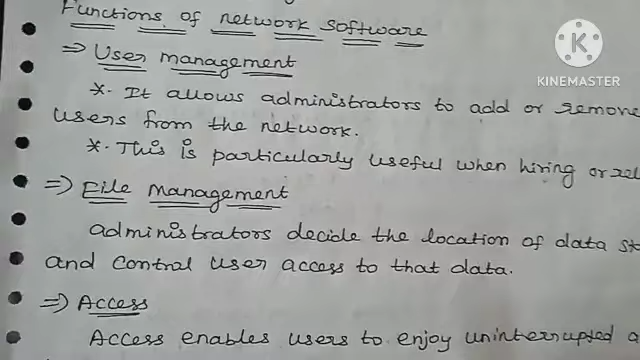 Functions of network software
K
KINEMASTER
⇒ User management
*. It allows administrators to add or remove
users from the network.
*. This is particularly useful when hiring or
⇒ File Management
administrators decide the location of data
and control user access to that data.
⇒ Access
Access enables users to enjoy uninterrupted